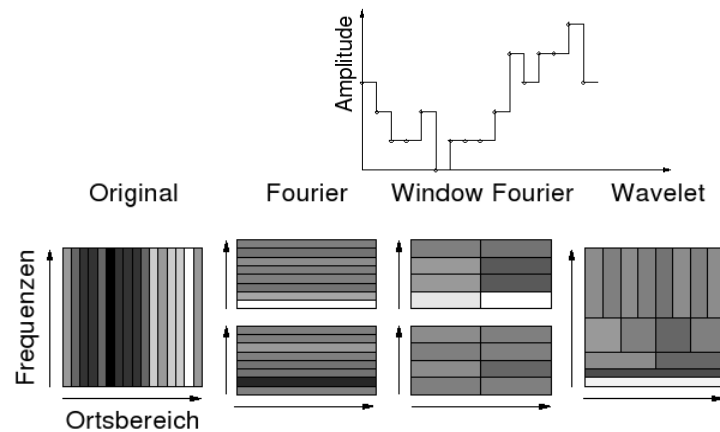 Amplitude
Original
Fourier
Window Fourier
Wavelet
Frequenzen
Ortsbereich